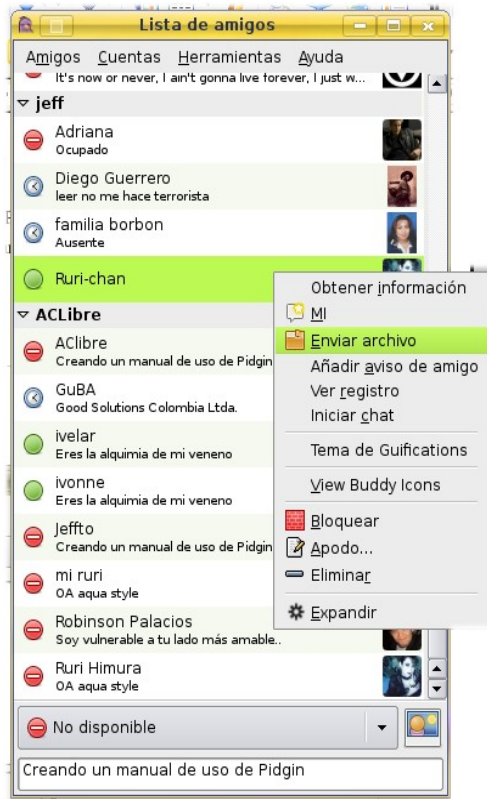 Lista de amigos
Amigos Cuentas Herramientas Ayuda
It's now or never, I ain't gonna live forever, I just w...
jeff
Adriana
Ocupado
Diego Guerrero
leer no me hace terrorista
familia borbon
Ausente
Ruri-chan
ACLibre
AClibre
Creando un manual de uso de Pidgin
GuBA
Good Solutions Colombia Ltda.
ivelar
Eres la alquimia de mi veneno
ivonne
Eres la alquimia de mi veneno
Jeffto
Creando un manual de uso de Pidgin
mi ruri
OA aqua style
Robinson Palacios
Soy vulnerable a tu lado más amable..
Ruri Himura
OA aqua style
Obtener información
MI
Enviar archivo
Añadir aviso de amigo
Ver registro
Iniciar chat
Tema de Guifications
View Buddy Icons
Bloquear
Apodo...
Eliminar
Expandir
No disponible
Creando un manual de uso de Pidgin